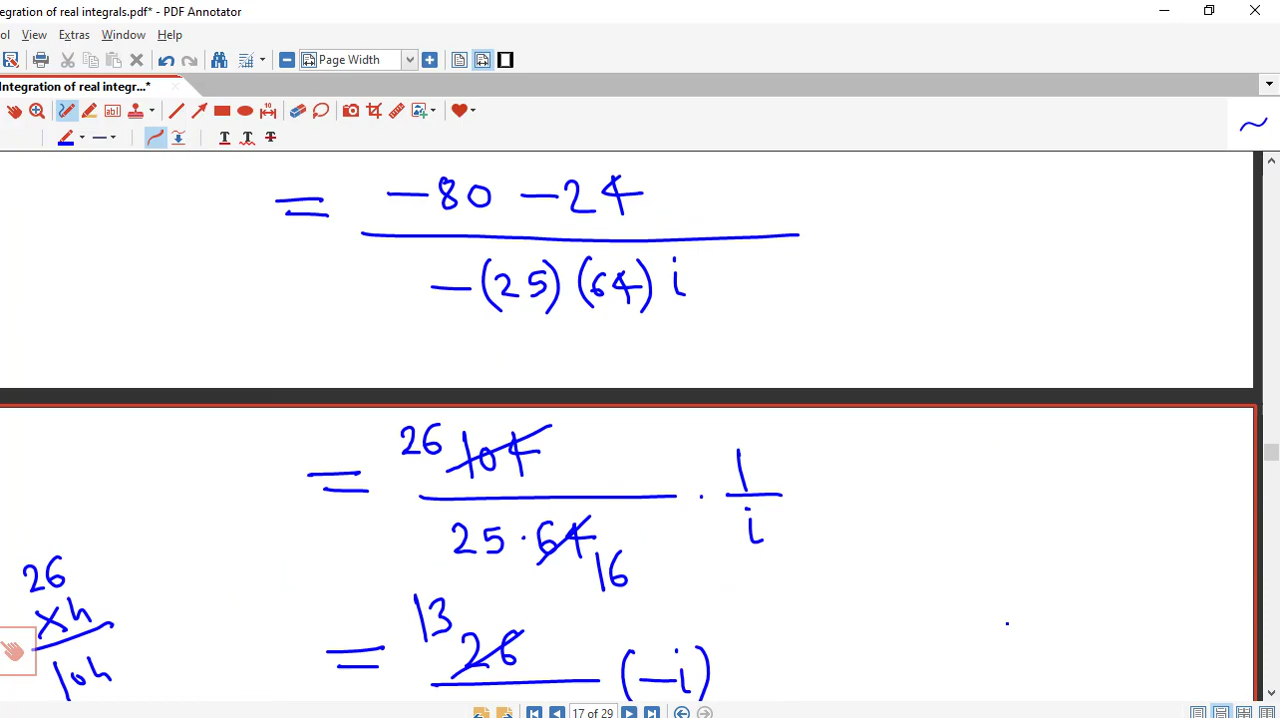 egration of real integrals.pdf* - PDF Annotator
ol View Extras Window Help
Page Width
Integration of real integr...*
= −80 −24
−(25)(64) i
= 26 104 · 1
25 · 64 16 i
26
×4
104
= 13 26 (−i)
17 of 29